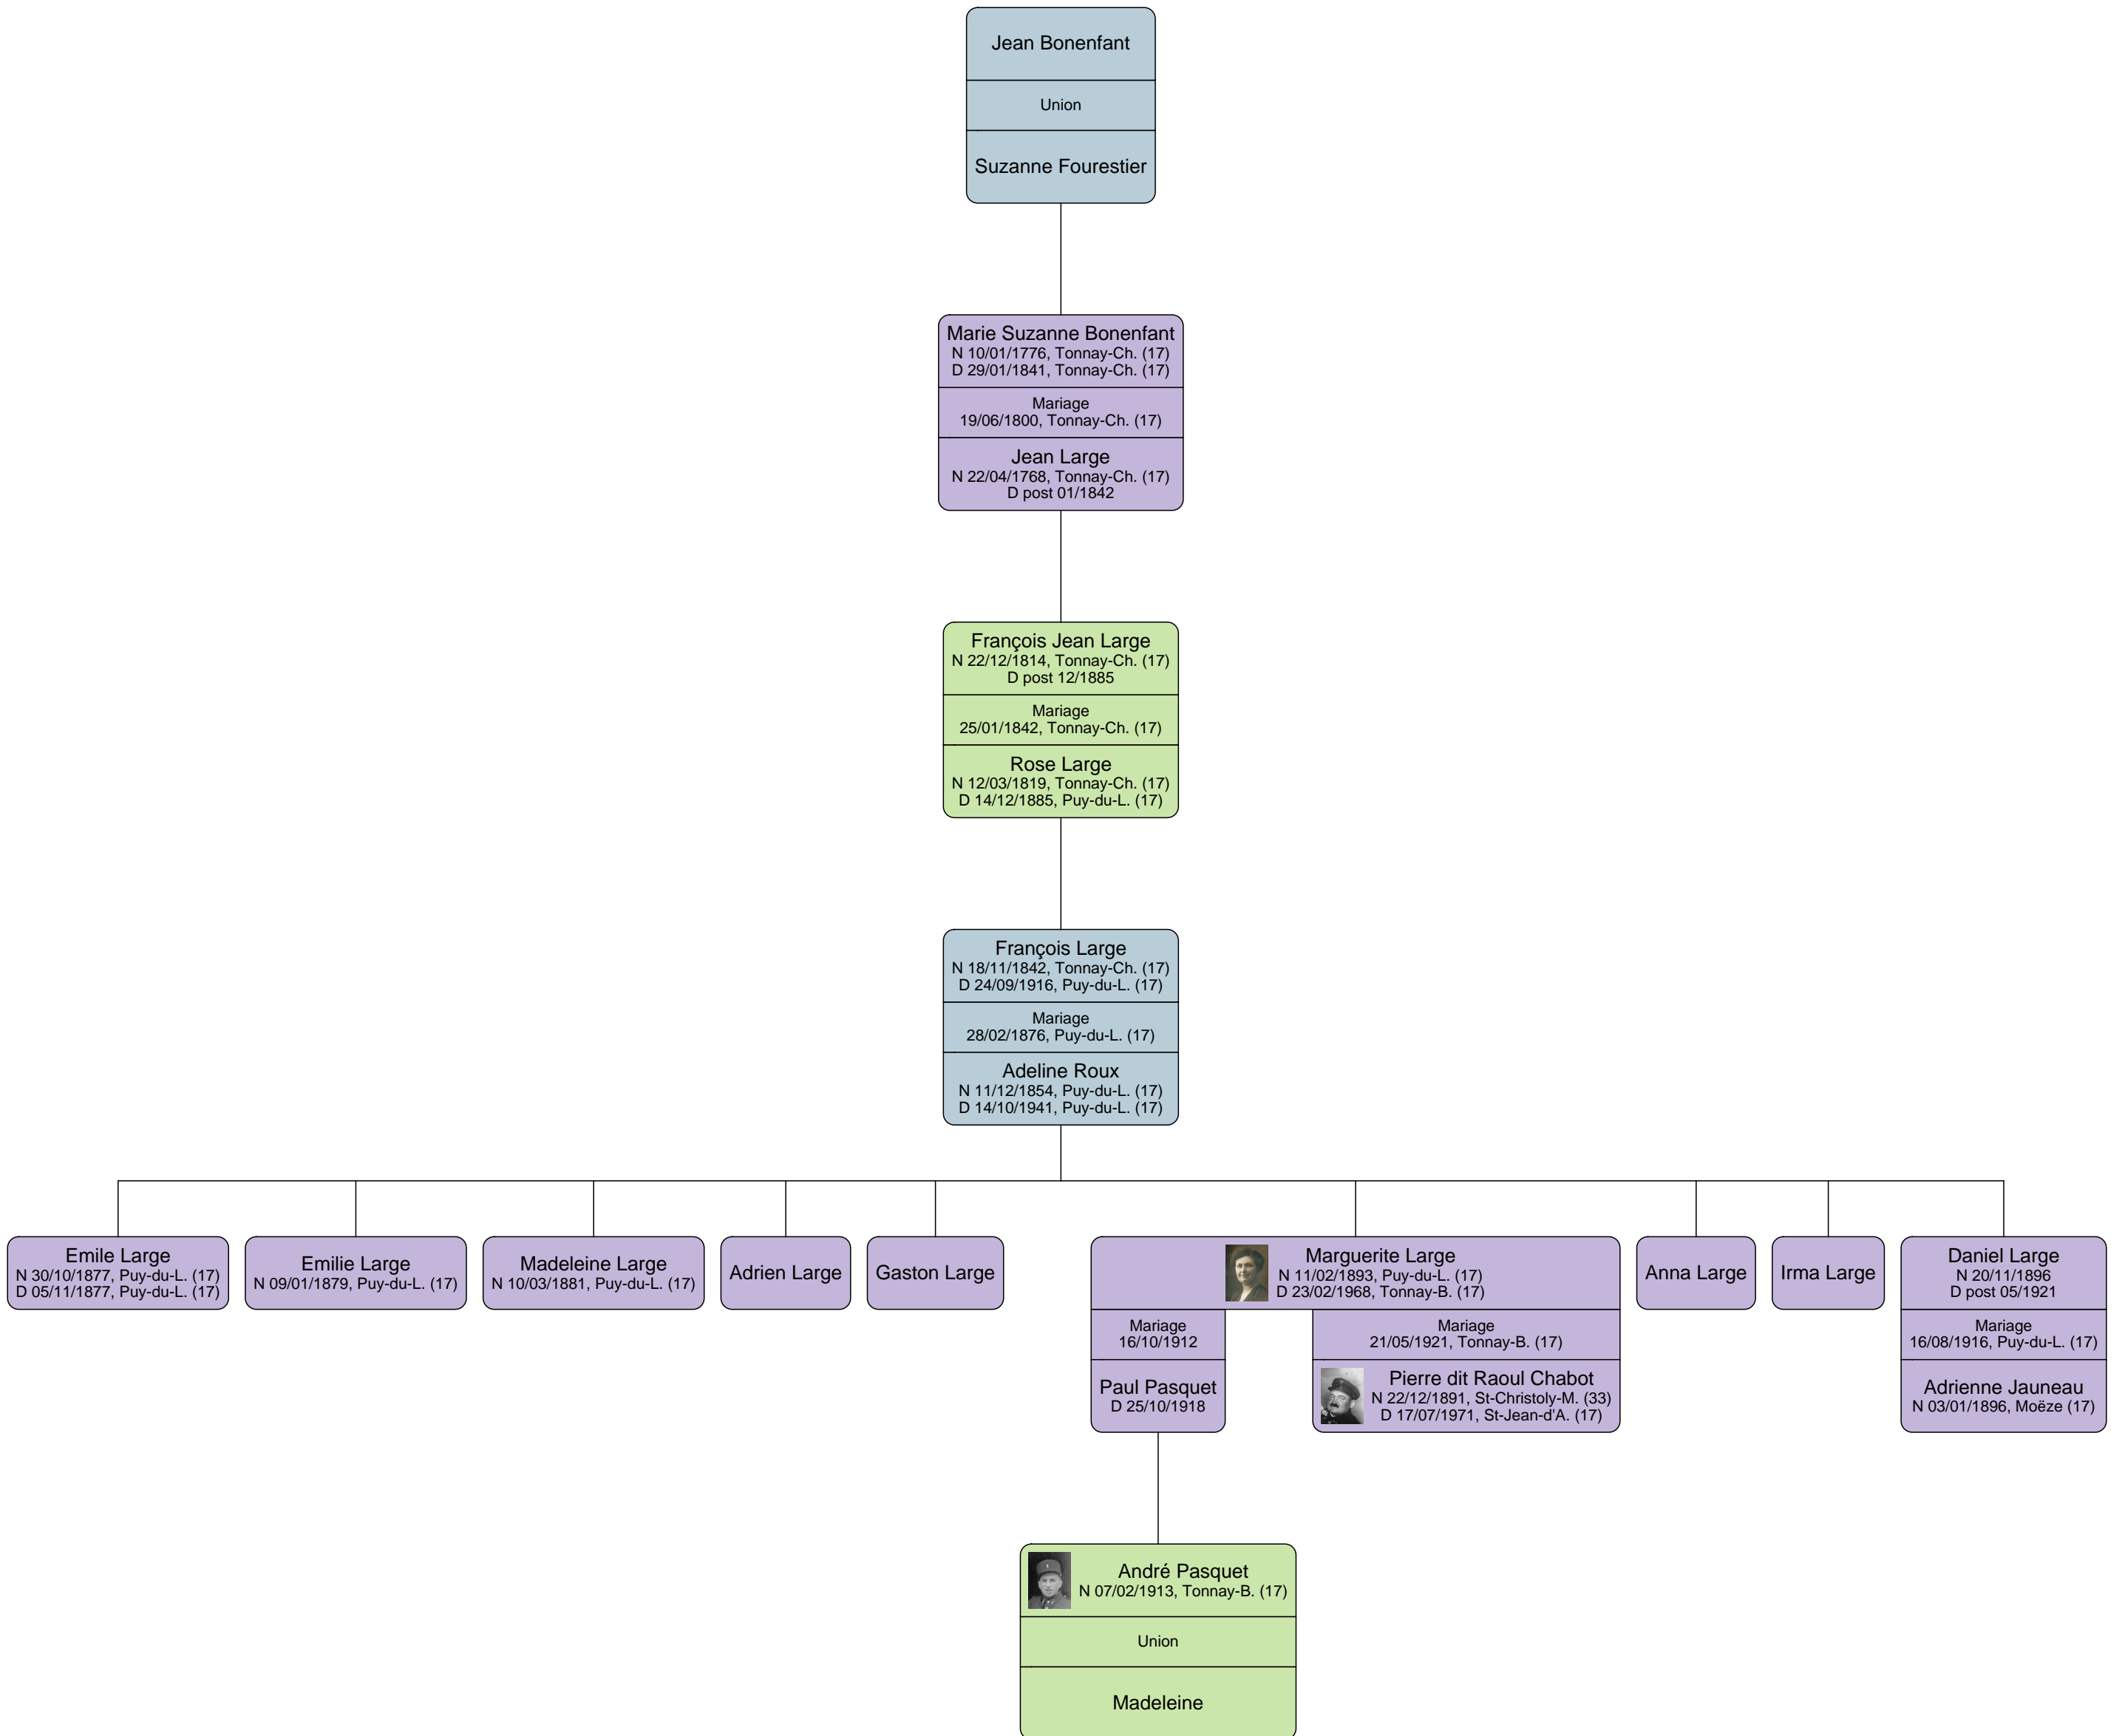 Jean Bonenfant
Union
Suzanne Fourestier
Marie Suzanne Bonenfant
N 10/01/1776, Tonnay-Ch. (17)
D 29/01/1841, Tonnay-Ch. (17)
Mariage
19/06/1800, Tonnay-Ch. (17)
Jean Large
N 22/04/1768, Tonnay-Ch. (17)
D post 01/1842
François Jean Large
N 22/12/1814, Tonnay-Ch. (17)
D post 12/1885
Mariage
25/01/1842, Tonnay-Ch. (17)
Rose Large
N 12/03/1819, Tonnay-Ch. (17)
D 14/12/1885, Puy-du-L. (17)
François Large
N 18/11/1842, Tonnay-Ch. (17)
D 24/09/1916, Puy-du-L. (17)
Mariage
28/02/1876, Puy-du-L. (17)
Adeline Roux
N 11/12/1854, Puy-du-L. (17)
D 14/10/1941, Puy-du-L. (17)
Emile Large
N 30/10/1877, Puy-du-L. (17)
D 05/11/1877, Puy-du-L. (17)
Emilie Large
N 09/01/1879, Puy-du-L. (17)
Madeleine Large
N 10/03/1881, Puy-du-L. (17)
Adrien Large
Gaston Large
Marguerite Large
N 11/02/1893, Puy-du-L. (17)
D 23/02/1968, Tonnay-B. (17)
Mariage
16/10/1912
Paul Pasquet
D 25/10/1918
Mariage
21/05/1921, Tonnay-B. (17)
Pierre dit Raoul Chabot
N 22/12/1891, St-Christoly-M. (33)
D 17/07/1971, St-Jean-d'A. (17)
Anna Large
Irma Large
Daniel Large
N 20/11/1896
D post 05/1921
Mariage
16/08/1916, Puy-du-L. (17)
Adrienne Jauneau
N 03/01/1896, Moëze (17)
André Pasquet
N 07/02/1913, Tonnay-B. (17)
Union
Madeleine